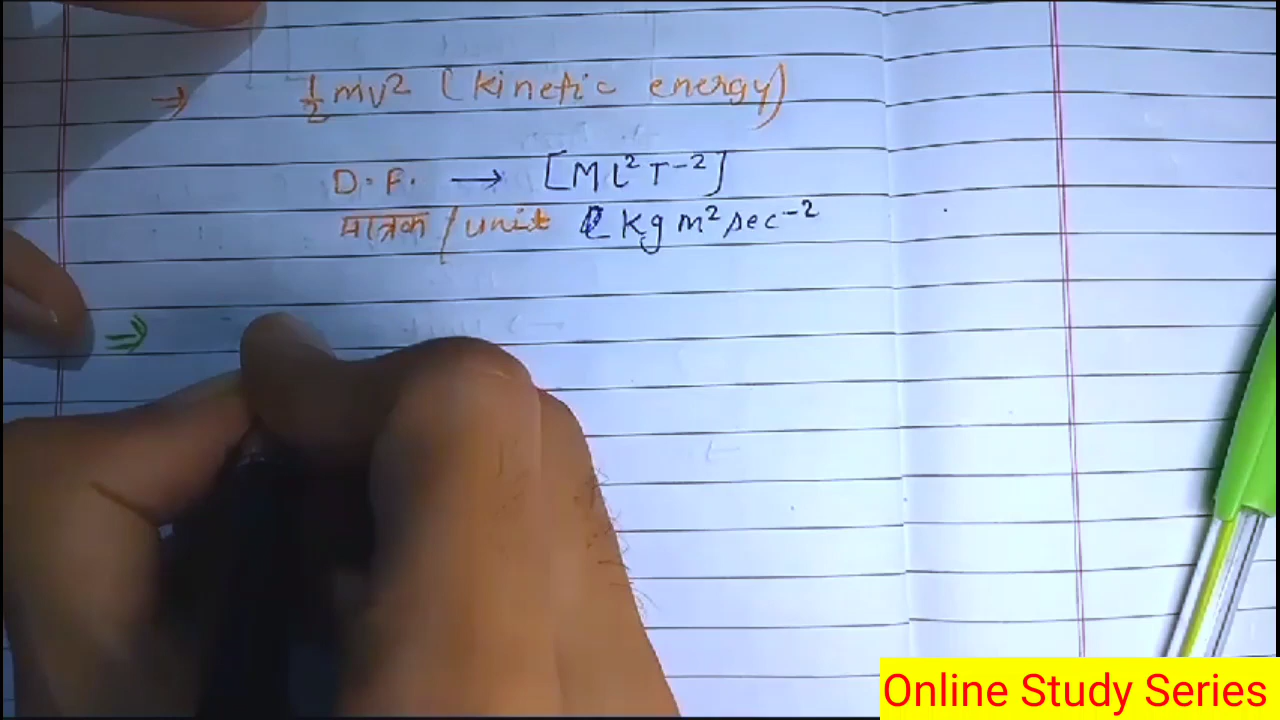 ⇒ ½mv² (Kinetic energy)
D.F. → [ML²T⁻²]
मात्रक / unit Kg m² sec⁻²
⇒
Online Study Series